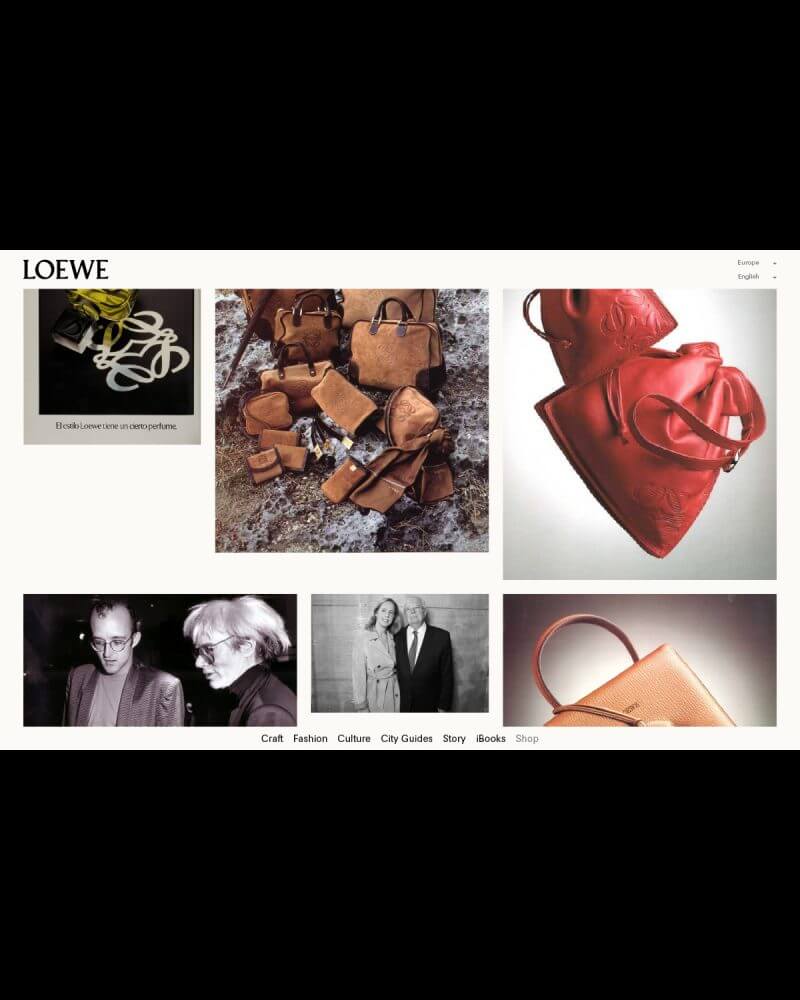 LOEWE
Europe
English
El estilo Loewe tiene un cierto perfume.
Craft Fashion Culture City Guides Story iBooks Shop